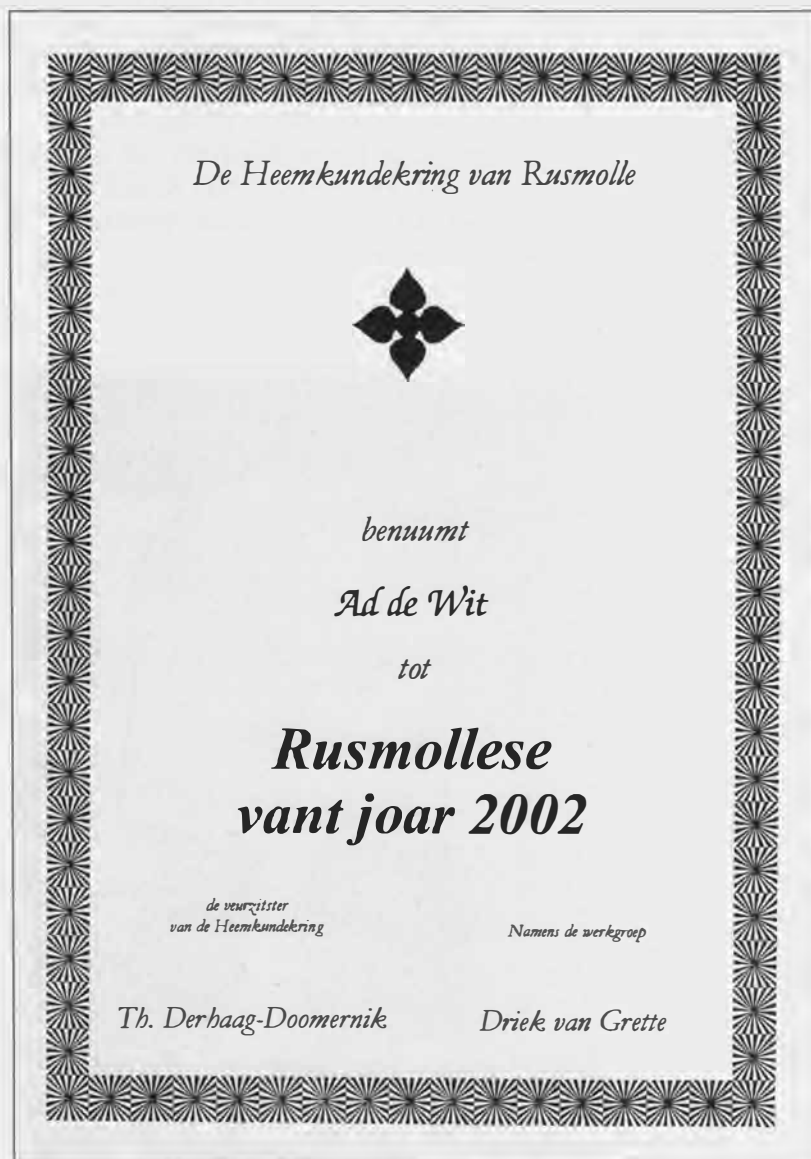 De Heemkundekring van Rusmolle
benuumt
Ad de Wit
tot
Rusmollese
vant joar 2002
de veurzitster
van de Heemkundekring
Namens de werkgroep
Th. Derhaag-Doomernik
Driek van Grette